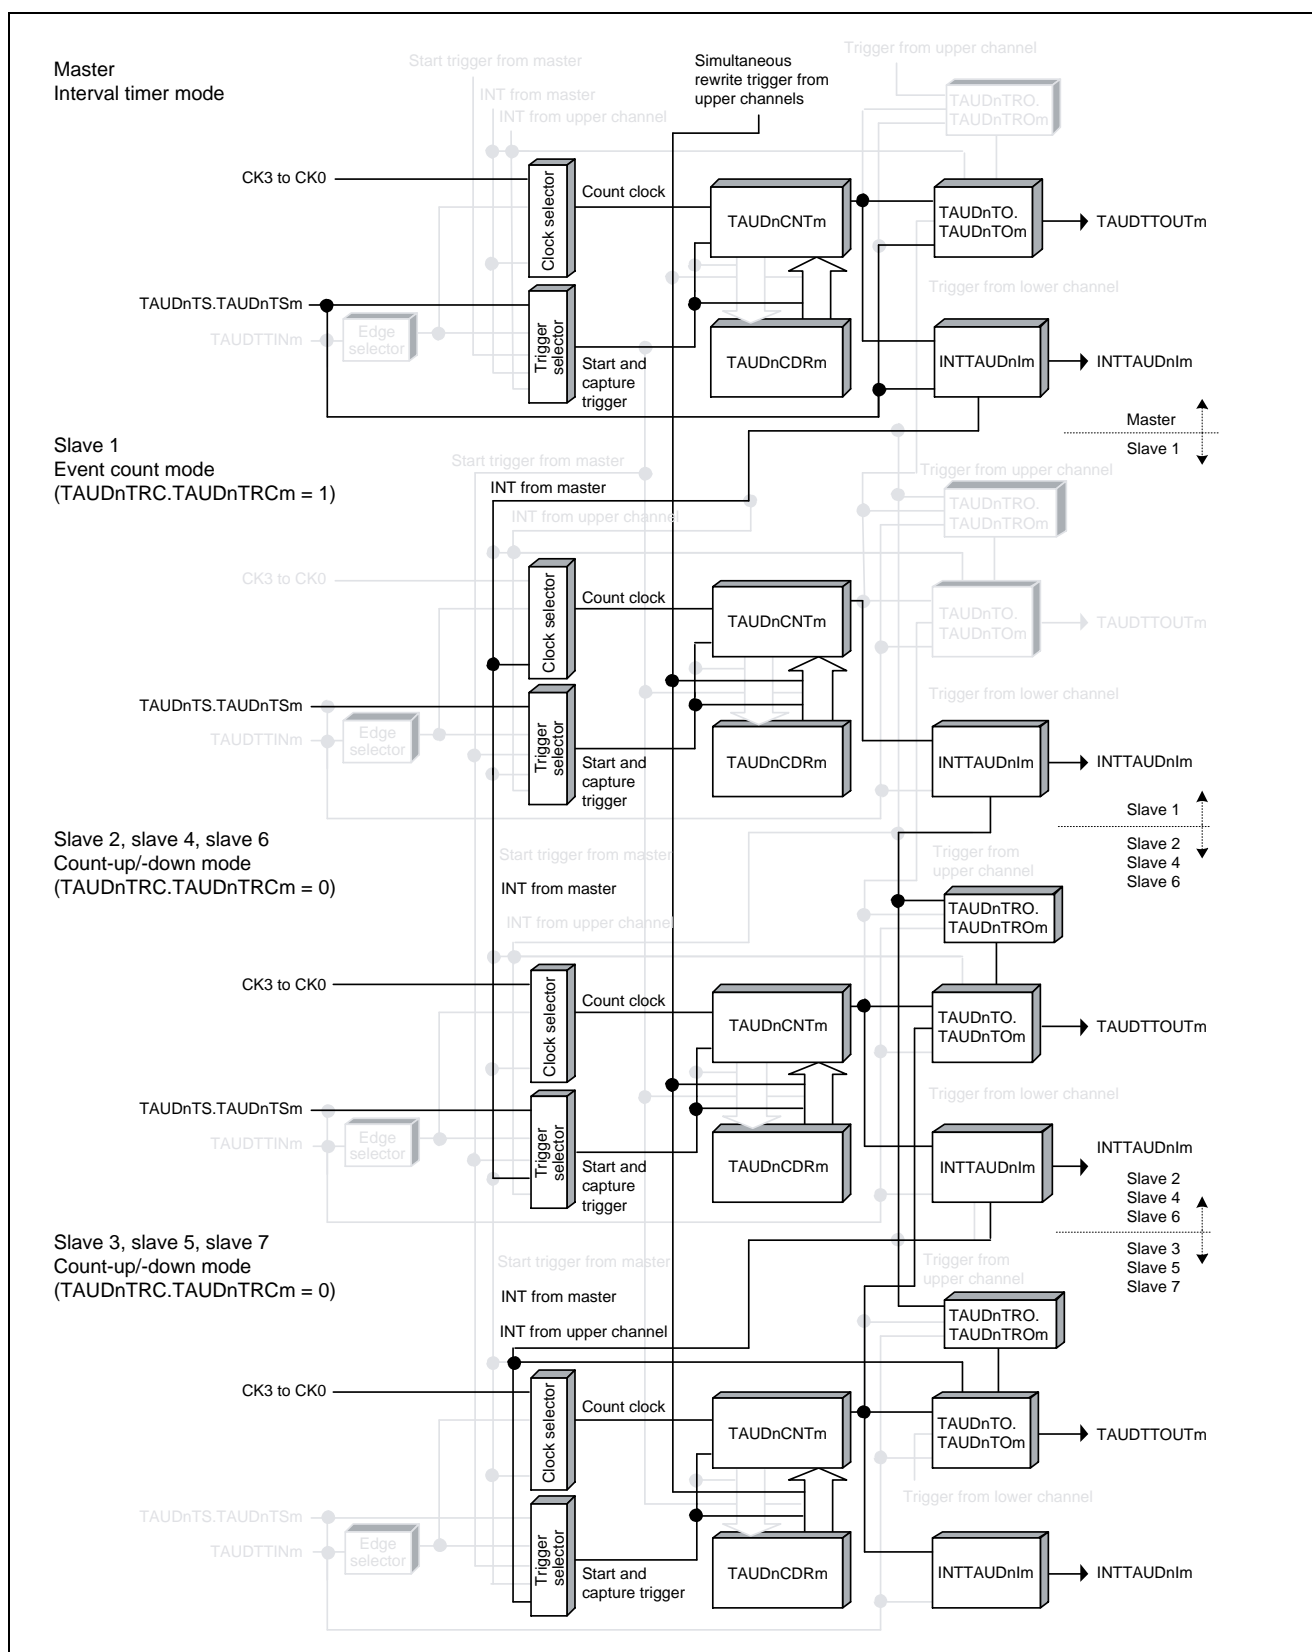 Master
Interval timer mode
Start trigger from master
INT from master
INT from upper channel
Simultaneous
rewrite trigger from
upper channels
Trigger from upper channel
TAUDnTRO.
TAUDnTROm
CK3 to CK0
Clock selector
Count clock
TAUDnCNTm
TAUDnTO.
TAUDnTOm
TAUDTTOUTm
TAUDnTS.TAUDnTSm
TAUDTTINm
Edge
selector
Trigger
selector
Start and
capture
trigger
TAUDnCDRm
Trigger from lower channel
INTTAUDnIm
INTTAUDnIm
Master
Slave 1
Slave 1
Event count mode
(TAUDnTRC.TAUDnTRCm = 1)
Start trigger from master
INT from master
INT from upper channel
Trigger from upper channel
TAUDnTRO.
TAUDnTROm
CK3 to CK0
Clock selector
Count clock
TAUDnCNTm
TAUDnTO.
TAUDnTOm
TAUDTTOUTm
TAUDnTS.TAUDnTSm
TAUDTTINm
Edge
selector
Trigger
selector
Start and
capture
trigger
TAUDnCDRm
Trigger from lower channel
INTTAUDnIm
INTTAUDnIm
Slave 1
Slave 2
Slave 4
Slave 6
Slave 2, slave 4, slave 6
Count-up/-down mode
(TAUDnTRC.TAUDnTRCm = 0)
Start trigger from master
INT from master
INT from upper channel
Trigger from
upper channel
TAUDnTRO.
TAUDnTROm
CK3 to CK0
Clock selector
Count clock
TAUDnCNTm
TAUDnTO.
TAUDnTOm
TAUDTTOUTm
TAUDnTS.TAUDnTSm
TAUDTTINm
Edge
selector
Trigger
selector
Start and
capture
trigger
TAUDnCDRm
Trigger from lower channel
INTTAUDnIm
INTTAUDnIm
Slave 2
Slave 4
Slave 6
Slave 3
Slave 5
Slave 7
Slave 3, slave 5, slave 7
Count-up/-down mode
(TAUDnTRC.TAUDnTRCm = 0)
Start trigger from master
INT from master
INT from upper channel
Trigger from
upper channel
TAUDnTRO.
TAUDnTROm
CK3 to CK0
Clock selector
Count clock
TAUDnCNTm
TAUDnTO.
TAUDnTOm
TAUDTTOUTm
TAUDnTS.TAUDnTSm
TAUDTTINm
Edge
selector
Trigger
selector
Start and
capture trigger
TAUDnCDRm
Trigger from lower channel
INTTAUDnIm
INTTAUDnIm